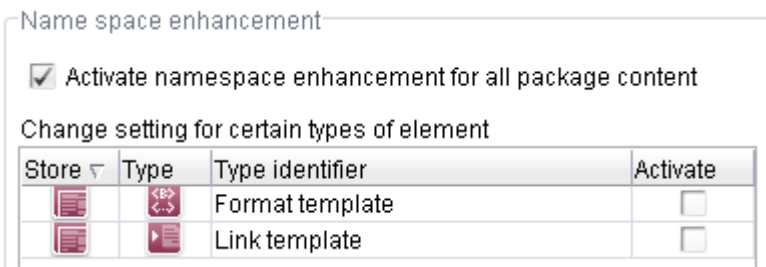 Name space enhancement
Activate namespace enhancement for all package content
Change setting for certain types of element
Store Type Type identifier Activate
<B> <..> Format template
Link template